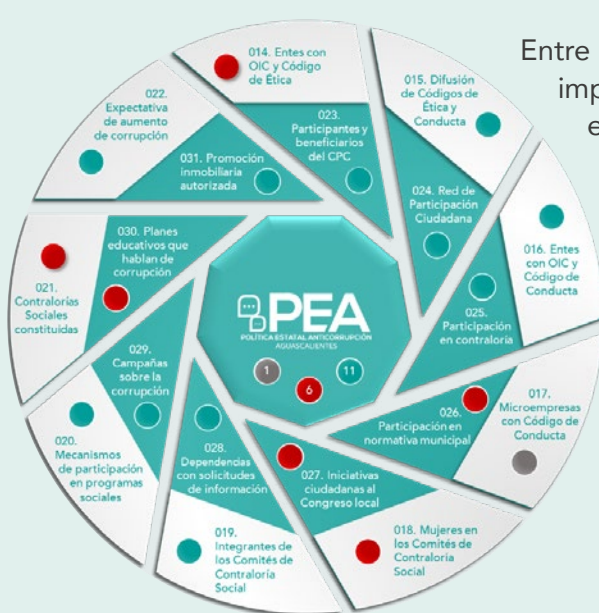 Entre
imp
e
014. Entes con
OIC y Código
de Ética
015. Difusión
de Códigos de
Ética y
Conducta
016. Entes
con OIC y
Código de
Conducta
017.
Microempresas
con Código de
Conducta
018. Mujeres en
los Comités de
Contraloría
Social
019.
Integrantes de
los Comités de
Contraloría
Social
020.
Mecanismos
de participación
en programas
sociales
021.
Contralorías
Sociales
constituidas
022.
Expectativa
de aumento
de corrupción
023.
Participantes y
beneficiarios
del CPC
024. Red de
Participación
Ciudadana
025.
Participación
en contraloría
026.
Participación en
normativa municipal
027. Iniciativas
ciudadanas al
Congreso local
028.
Dependencias
con solicitudes
de información
029.
Campañas
sobre la
corrupción
030. Planes
educativos que
hablan de
corrupción
031. Promoción
inmobiliaria
autorizada
PEA
POLÍTICA ESTATAL ANTICORRUPCIÓN
AGUASCALIENTES
1
6
11